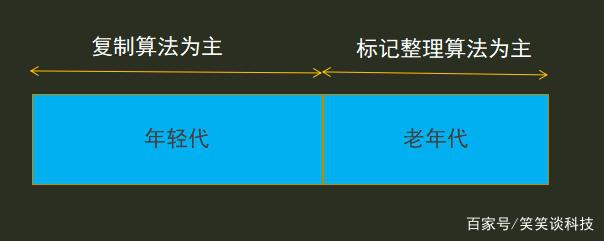 复制算法为主
标记整理算法为主
年轻代
老年代
百家号/笑笑谈科技